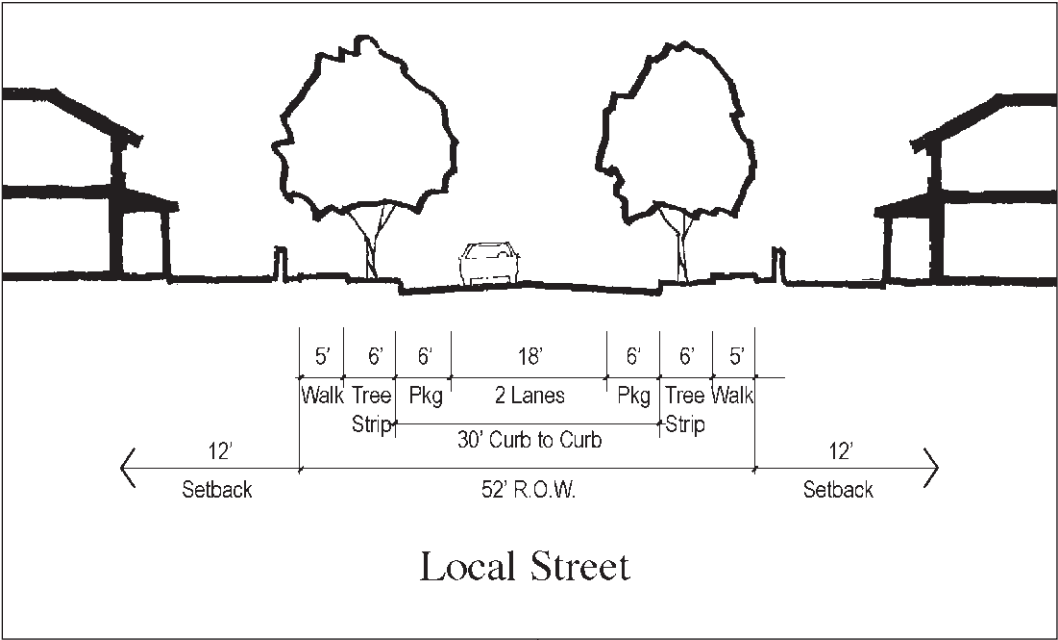 5’ 6’ 6’ 18’ 6’ 6’ 5’
Walk Tree Pkg 2 Lanes Pkg Tree Walk
Strip Strip
30’ Curb to Curb
12’ 12’
Setback 52’ R.O.W. Setback
Local Street